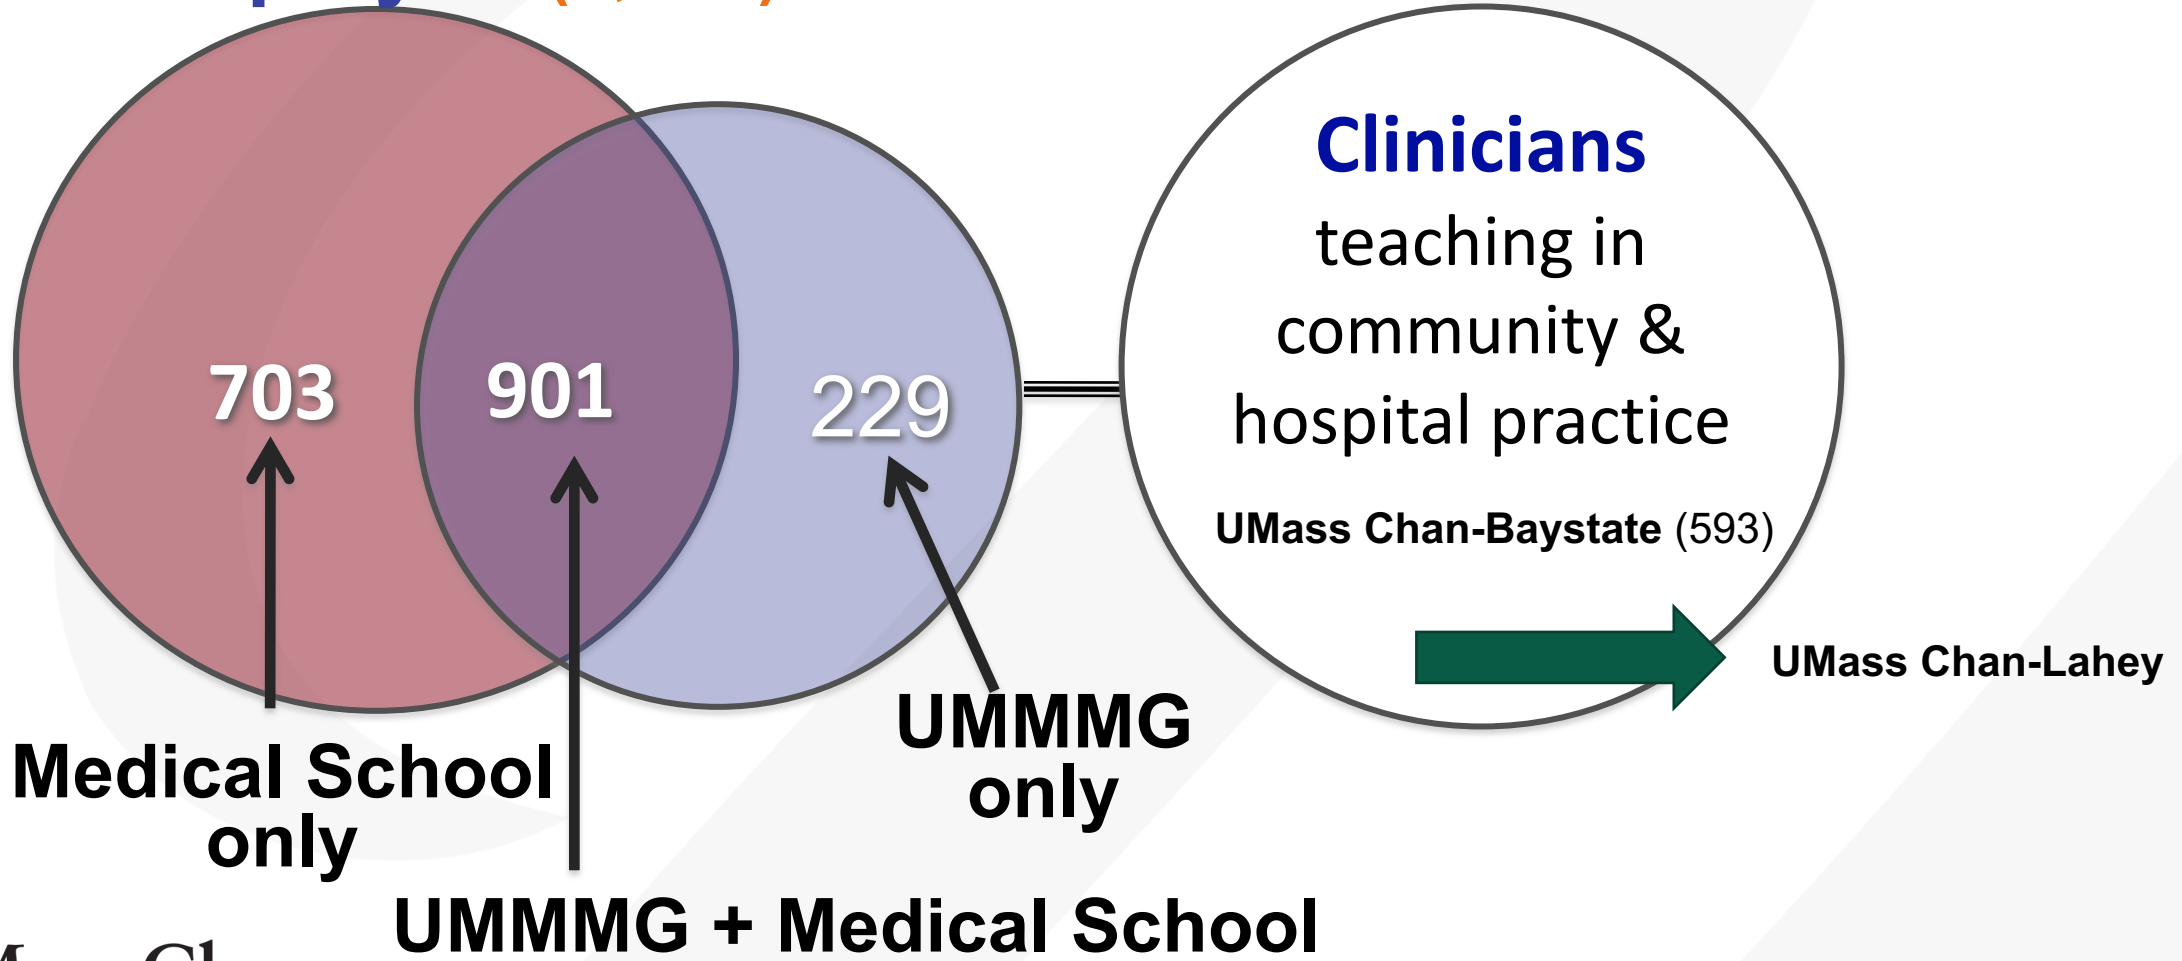 703
901
229
Medical School
only
UMMMG + Medical School
UMMMG
only
Clinicians
teaching in
community &
hospital practice
UMass Chan-Baystate (593)
UMass Chan-Lahey